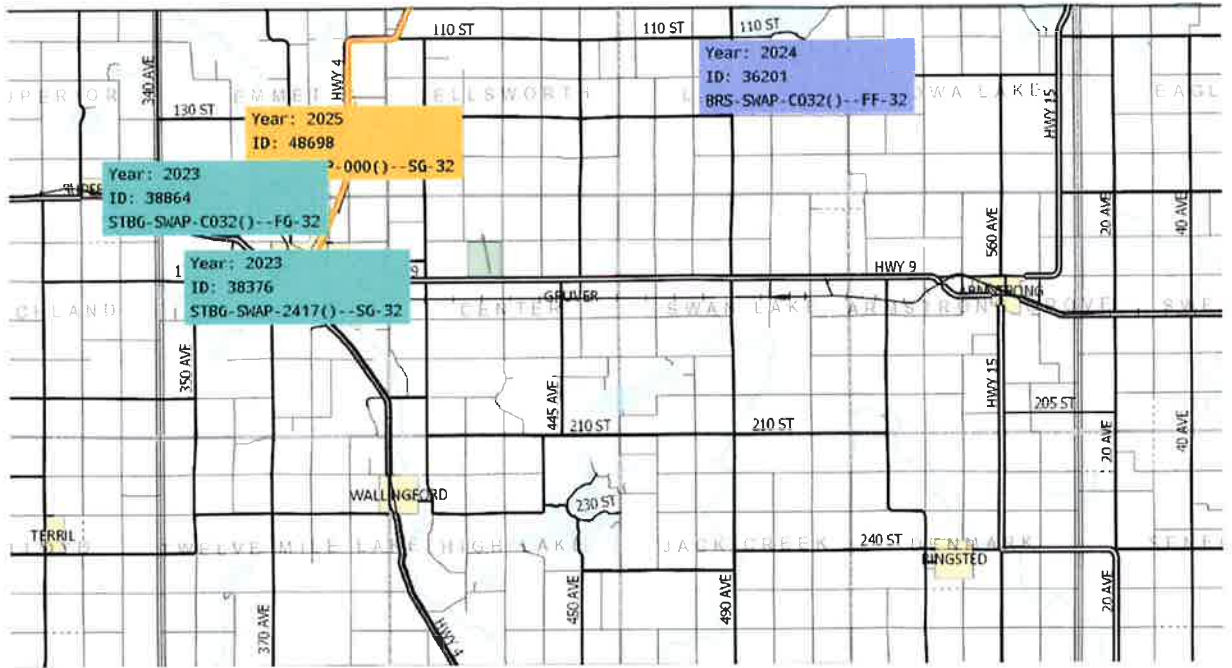 110 ST
110 ST
110 ST
340 AVE
HWY 4
HWY 15
Year: 2024
ID: 36201
BRS-SWAP-C032()--FF-32
EMMET
ELLSWORTH
LAKE
130 ST
Year: 2025
ID: 48698
P-000()--SG-32
Year: 2023
ID: 38864
STBG-SWAP-C032()--FG-32
560 AVE
20 AVE
40 AVE
Year: 2023
ID: 38376
STBG-SWAP-2417()--SG-32
HWY 9
GRUVER
ARMSTRONG
CENTER
SWAN LAKE
ARMSTRONG GROVE
350 AVE
445 AVE
HWY 15
205 ST
210 ST
210 ST
20 AVE
40 AVE
WALLINGFORD
230 ST
TERRIL
TWELVE MILE LAKE
HIGH LAKE
JACK CREEK
240 ST
DENMARK
RINGSTED
370 AVE
HWY 4
450 AVE
490 AVE
20 AVE